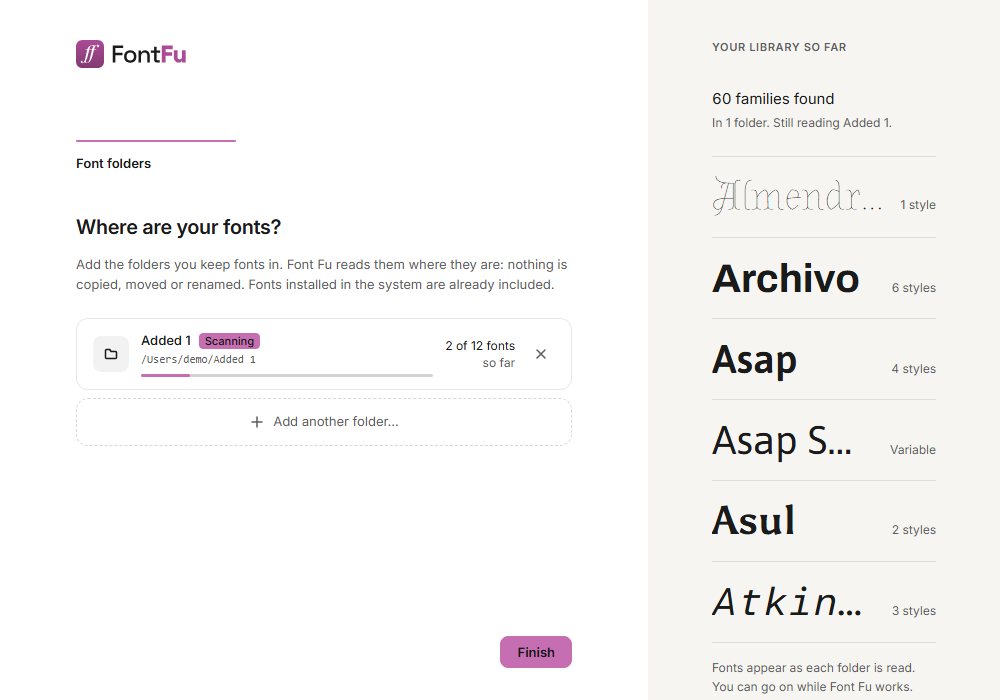 ff FontFu
Font folders
Where are your fonts?
Add the folders you keep fonts in. Font Fu reads them where they are: nothing is
copied, moved or renamed. Fonts installed in the system are already included.
Added 1 Scanning
/Users/demo/Added 1
2 of 12 fonts
so far
Add another folder...
Finish
YOUR LIBRARY SO FAR
60 families found
In 1 folder. Still reading Added 1.
Almendr... 1 style
Archivo 6 styles
Asap 4 styles
Asap S... Variable
Asul 2 styles
Atkin... 3 styles
Fonts appear as each folder is read.
You can go on while Font Fu works.